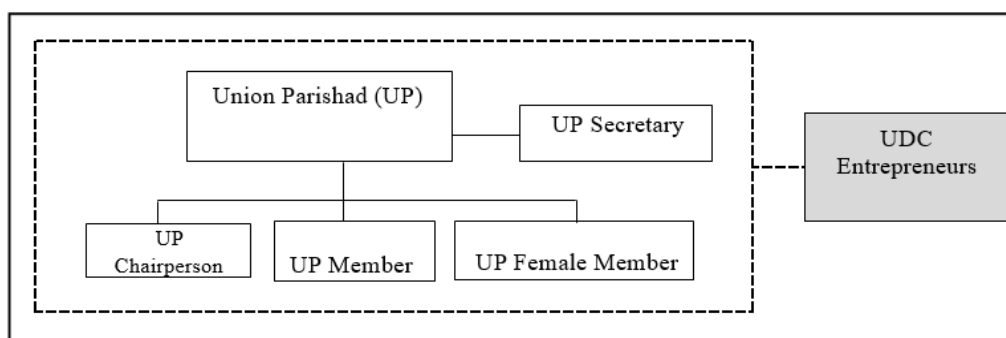 Union Parishad (UP)
UP Secretary
UDC
Entrepreneurs
UP
Chairperson
UP Member
UP Female Member